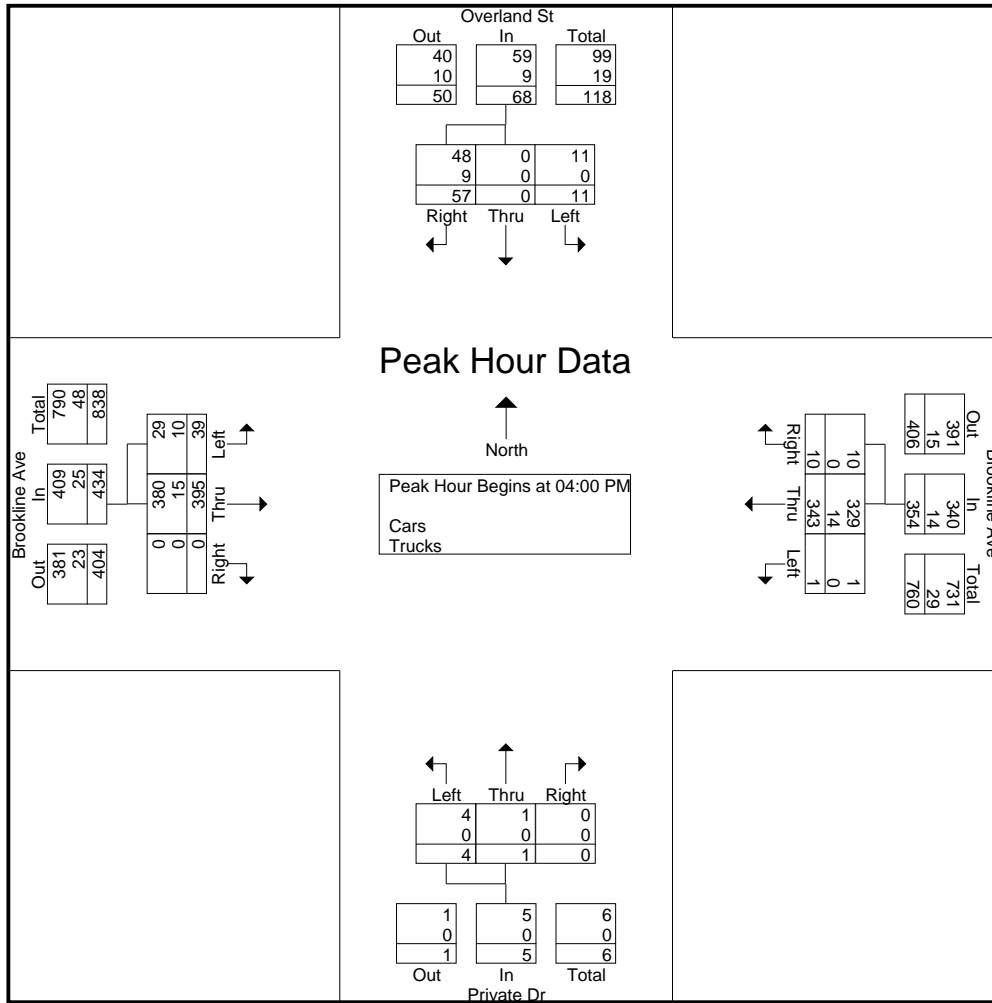 Overland St
Out In Total
40 59 99
10 9 19
50 68 118
48 0 11
9 0 0
57 0 11
Right Thru Left
Peak Hour Data
North
Peak Hour Begins at 04:00 PM
Cars
Trucks
Brookline Ave
Out In Total
381 409 790
23 25 48
404 434 838
Right Thru Left
0 380 29
0 15 10
0 395 39
Brookline Ave
Out In Total
391 340 731
15 14 29
406 354 760
10 329 1
0 14 0
10 343 1
Right Thru Left
Left Thru Right
4 1 0
0 0 0
4 1 0
1 5 6
0 0 0
1 5 6
Out In Total
Private Dr